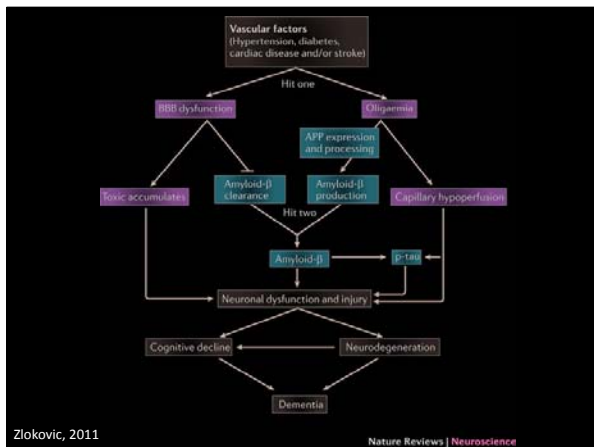 Vascular factors
(Hypertension, diabetes,
cardiac disease and/or stroke)
Hit one
BBB dysfunction
Oligaemia
APP expression
and processing
Toxic accumulates
Amyloid-β
clearance
Amyloid-β
production
Capillary hypoperfusion
Hit two
Amyloid-β
p-tau
Neuronal dysfunction and injury
Cognitive decline
Neurodegeneration
Dementia
Zlokovic, 2011
Nature Reviews | Neuroscience